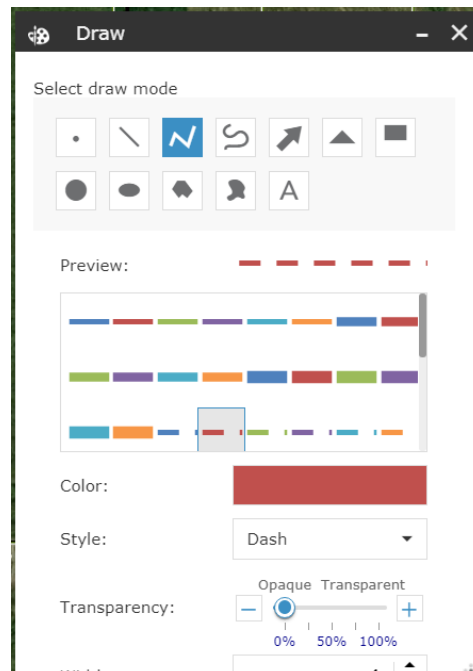 Draw
Select draw mode
A
Preview:
Color:
Style: Dash
Opaque Transparent
Transparency:
0% 50% 100%